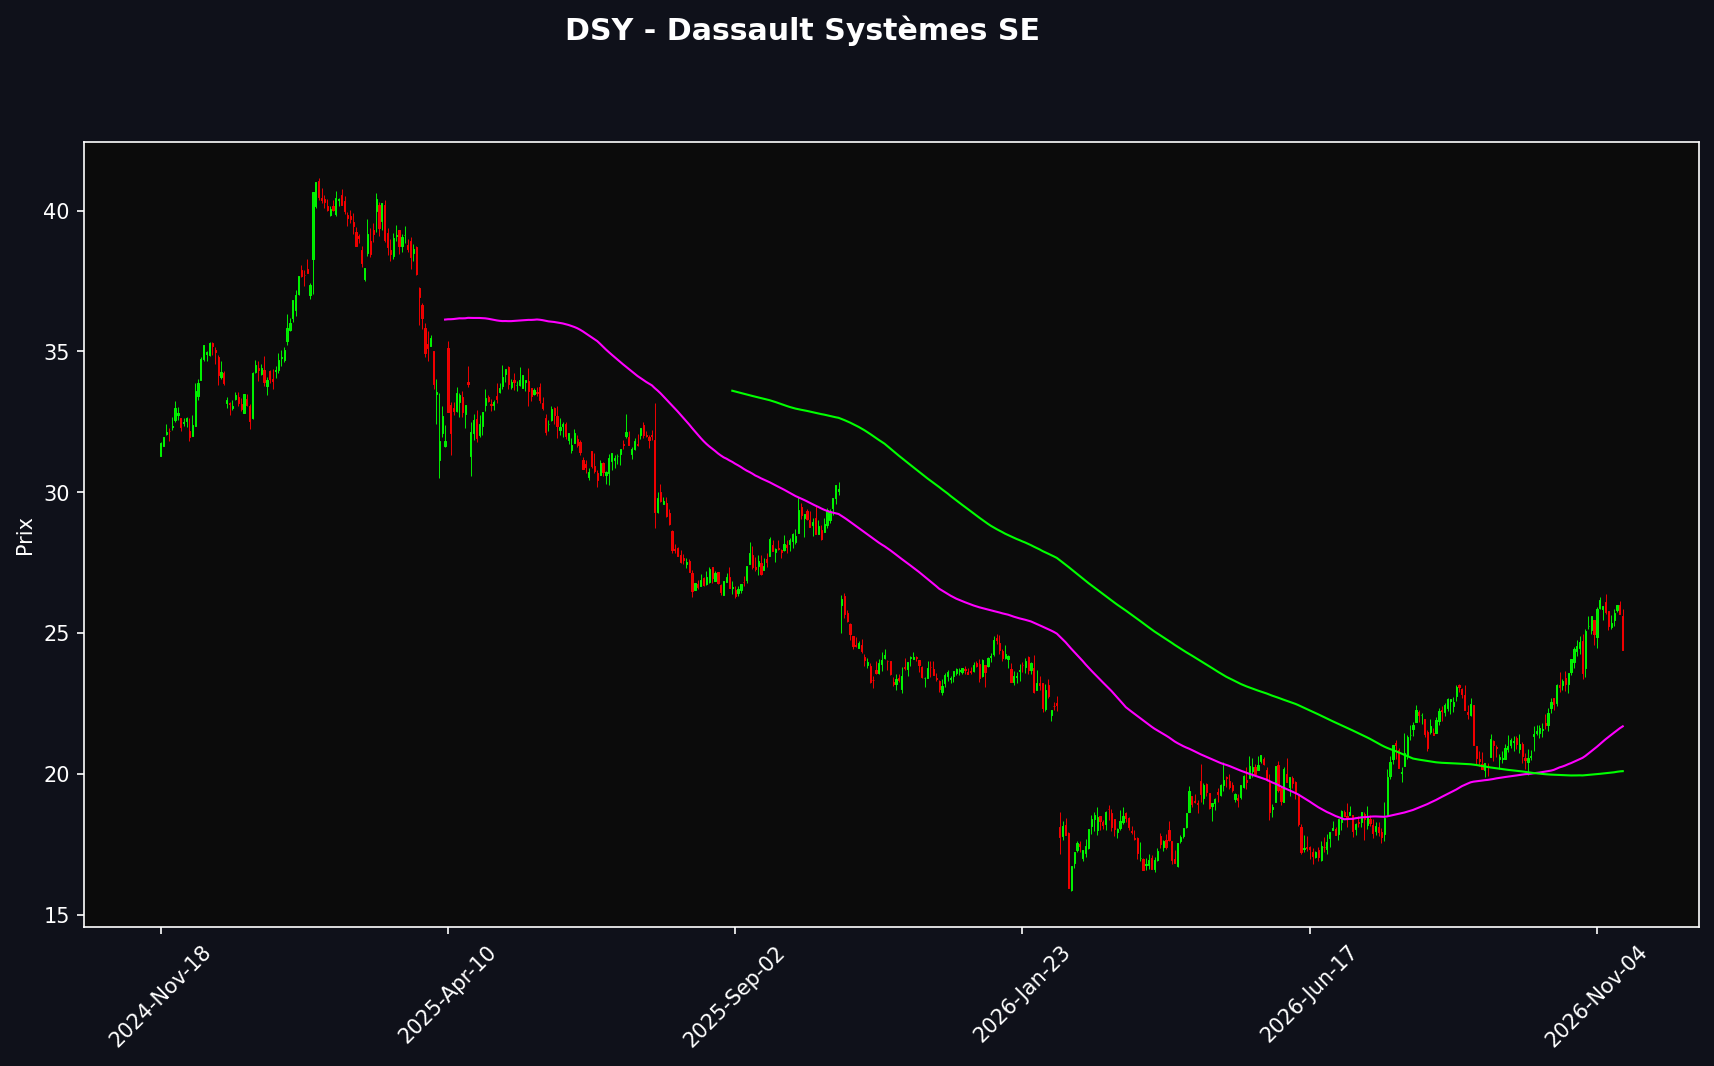 DSY - Dassault Systèmes SE
Prix
40
35
30
25
20
15
2024-Nov-18
2025-Apr-10
2025-Sep-02
2026-Jan-23
2026-Jun-17
2026-Nov-04